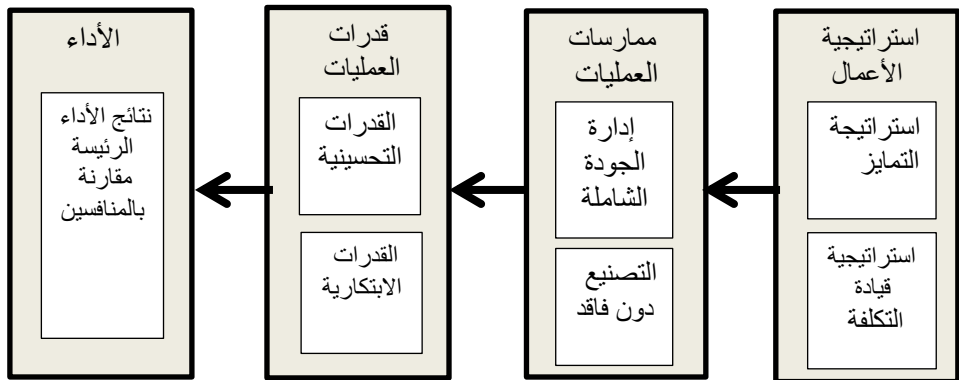 استراتيجية
الأعمال
استراتيجة
التمايز
استراتيجية
قيادة
التكلفة
ممارسات
العمليات
إدارة
الجودة
الشاملة
التصنيع
دون فاقد
قدرات
العمليات
القدرات
التحسينية
القدرات
الابتكارية
الأداء
نتائج الأداء
الرئيسة
مقارنة
بالمنافسين